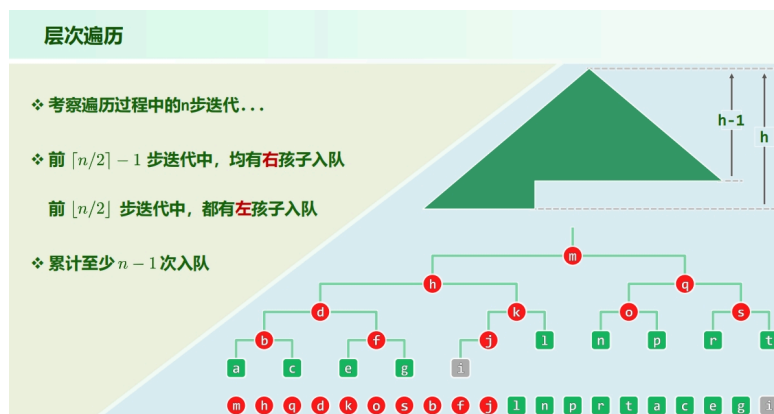 层次遍历
❖ 考察遍历过程中的n步迭代...
❖ 前 ⌈n/2⌉ − 1 步迭代中，均有右孩子入队
前 ⌊n/2⌋ 步迭代中，都有左孩子入队
❖ 累计至少 n − 1 次入队
h-1
h
m
h q
d k o s
b f j l n p r t
a c e g i
m h q d k o s b f j l n p r t a c e g i